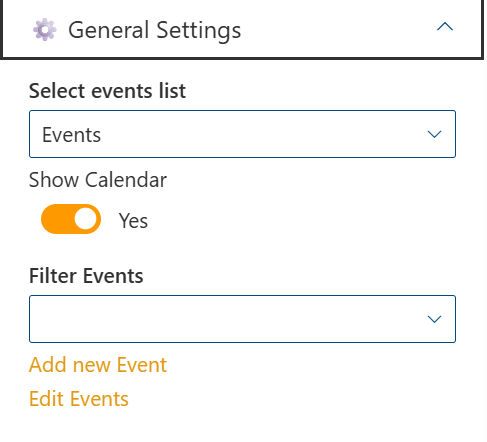 General Settings
Select events list
Events
Show Calendar
Yes
Filter Events
Add new Event
Edit Events